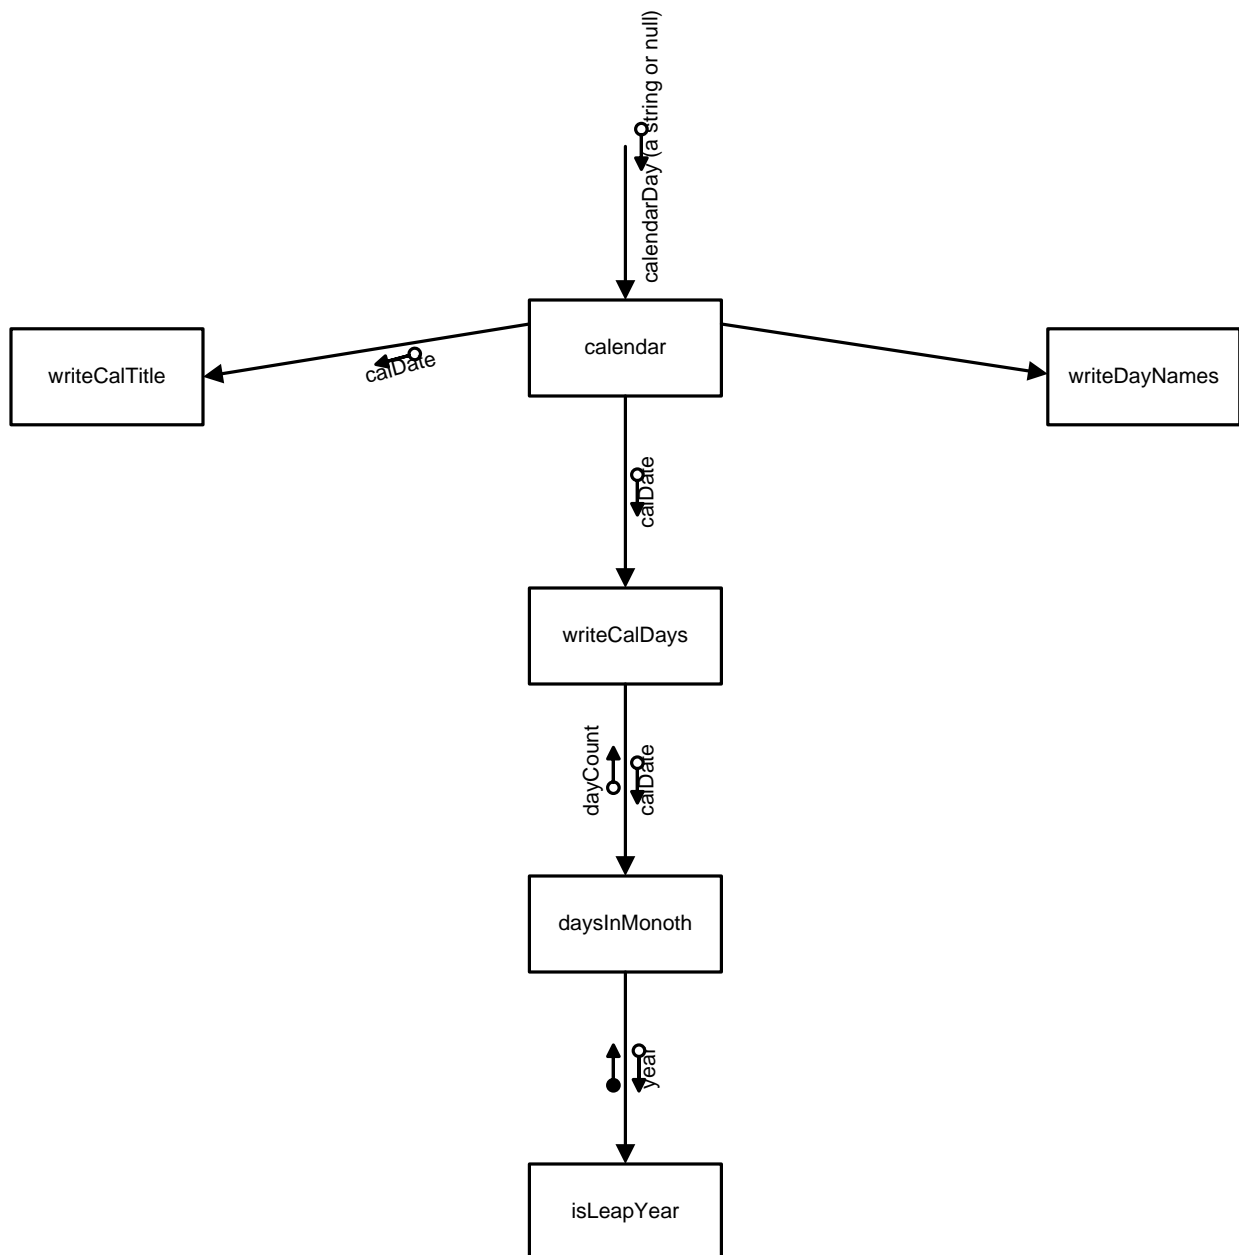 calendarDay (a string or null)
calendar
writeCalTitle
calDate
writeDayNames
calDate
writeCalDays
dayCount
calDate
daysInMonoth
year
isLeapYear